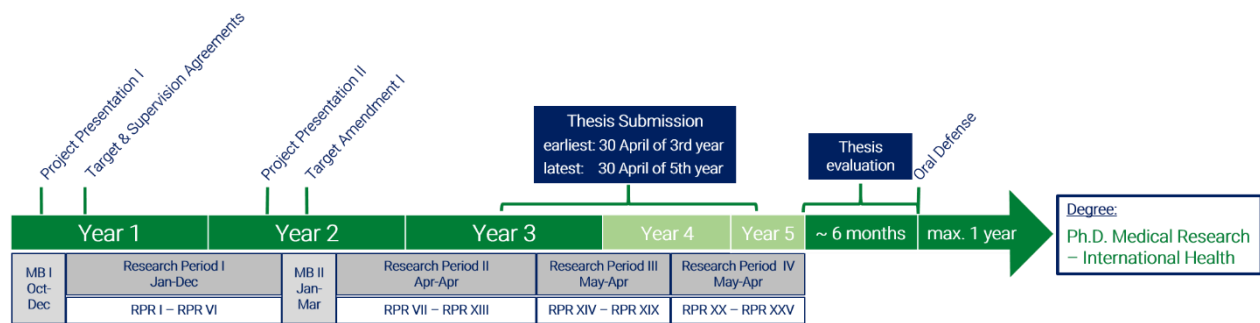 Project Presentation I
Target & Supervision Agreements
Project Presentation II
Target Amendment I
Thesis Submission
earliest: 30 April of 3rd year
latest: 30 April of 5th year
Thesis
evaluation
Oral Defense
Year 1
Year 2
Year 3
Year 4
Year 5
~ 6 months
max. 1 year
Degree:
Ph.D. Medical Research
– International Health
MB I
Oct-
Dec
Research Period I
Jan-Dec
RPR I – RPR VI
MB II
Jan-
Mar
Research Period II
Apr-Apr
RPR VII – RPR XIII
Research Period III
May-Apr
RPR XIV – RPR XIX
Research Period IV
May-Apr
RPR XX – RPR XXV